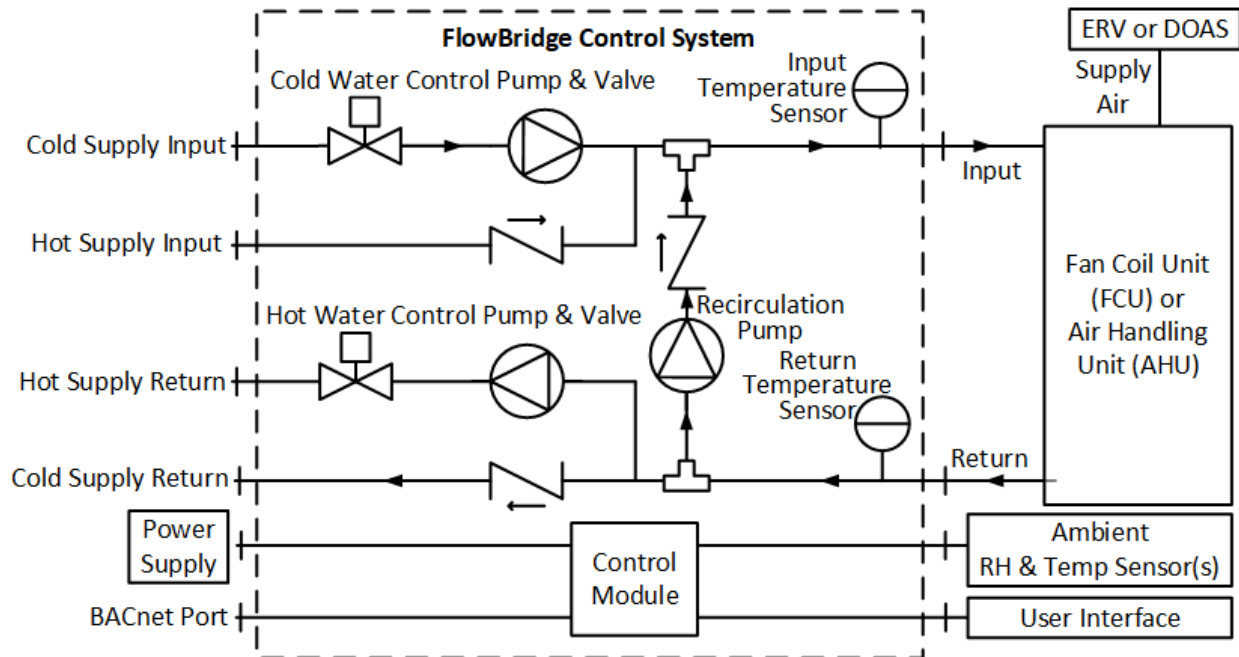 FlowBridge Control System
ERV or DOAS
Supply
Air
Cold Water Control Pump & Valve
Input
Temperature
Sensor
Cold Supply Input
Input
Hot Supply Input
Fan Coil Unit
(FCU) or
Air Handling
Unit (AHU)
Hot Water Control Pump & Valve
Recirculation
Pump
Return
Temperature
Sensor
Hot Supply Return
Cold Supply Return
Return
Power
Supply
Control
Module
Ambient
RH & Temp Sensor(s)
BACnet Port
User Interface